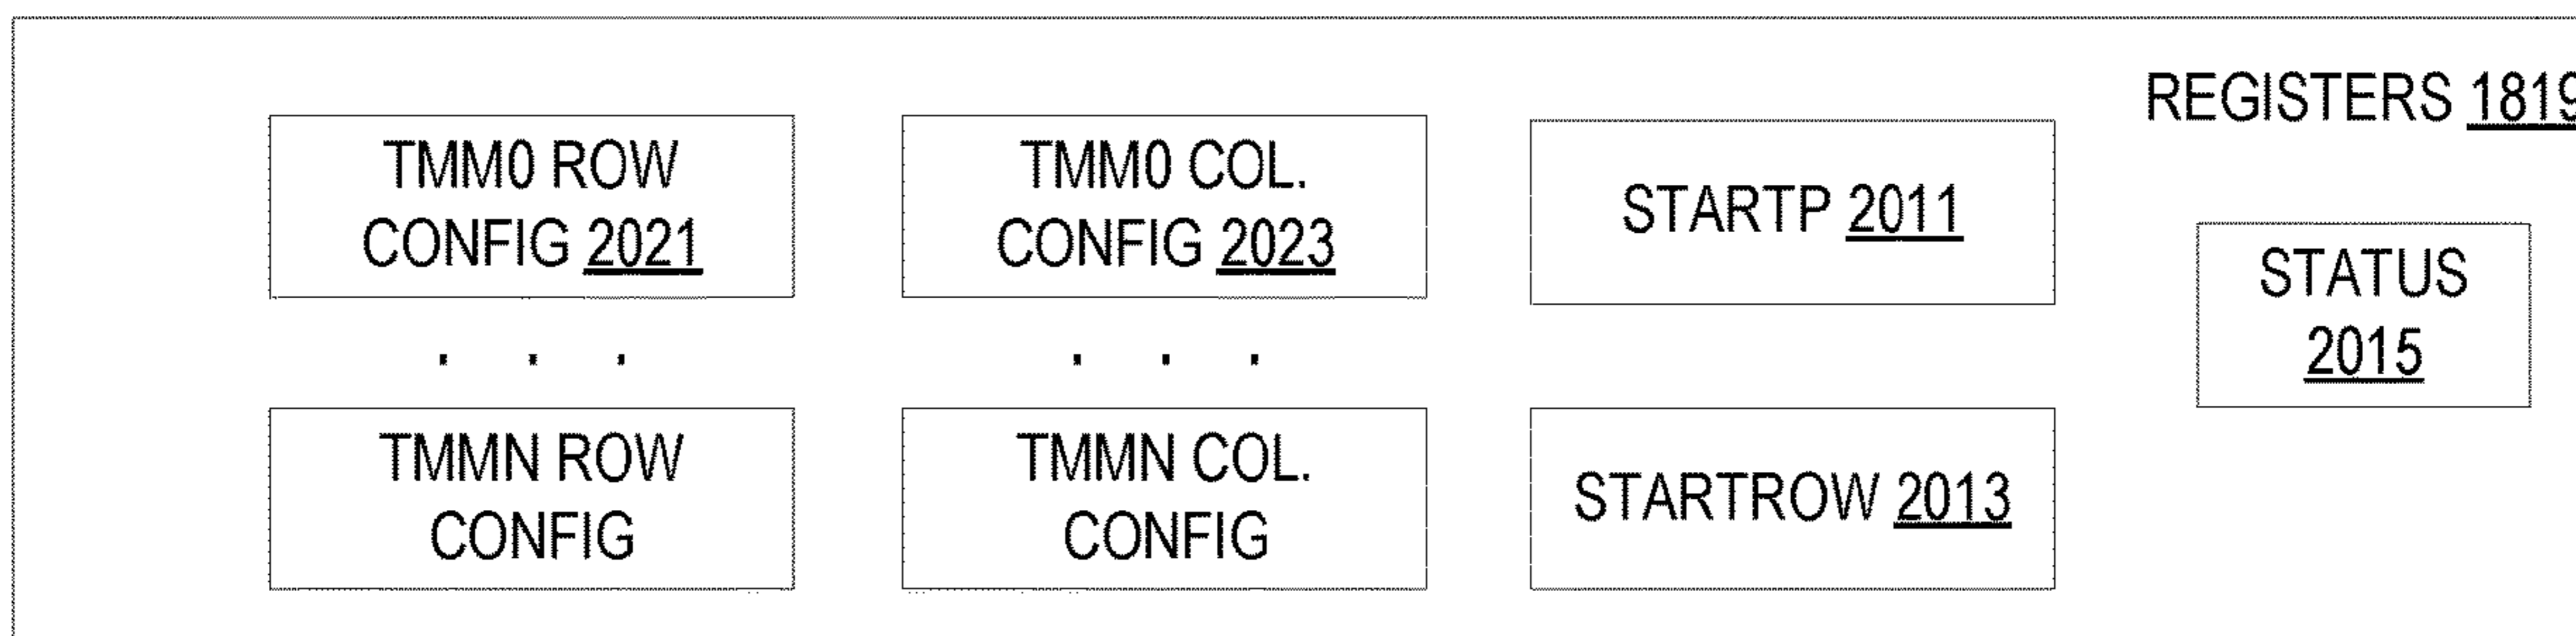 REGISTERS 1819
TMM0 ROW
CONFIG 2021
TMM0 COL.
CONFIG 2023
STARTP 2011
STATUS
2015
. . .
. . .
TMMN ROW
CONFIG
TMMN COL.
CONFIG
STARTROW 2013